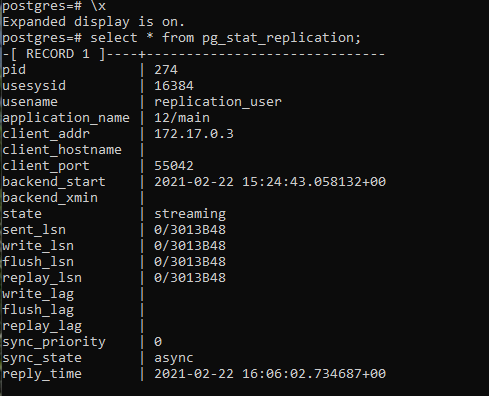 postgres=# \x
Expanded display is on.
postgres=# select * from pg_stat_replication;
-[ RECORD 1 ]----+------------------------------
pid              | 274
usesysid         | 16384
usename          | replication_user
application_name | 12/main
client_addr      | 172.17.0.3
client_hostname  |
client_port      | 55042
backend_start    | 2021-02-22 15:24:43.058132+00
backend_xmin     |
state            | streaming
sent_lsn         | 0/3013B48
write_lsn        | 0/3013B48
flush_lsn        | 0/3013B48
replay_lsn       | 0/3013B48
write_lag        |
flush_lag        |
replay_lag       |
sync_priority    | 0
sync_state       | async
reply_time       | 2021-02-22 16:06:02.734687+00